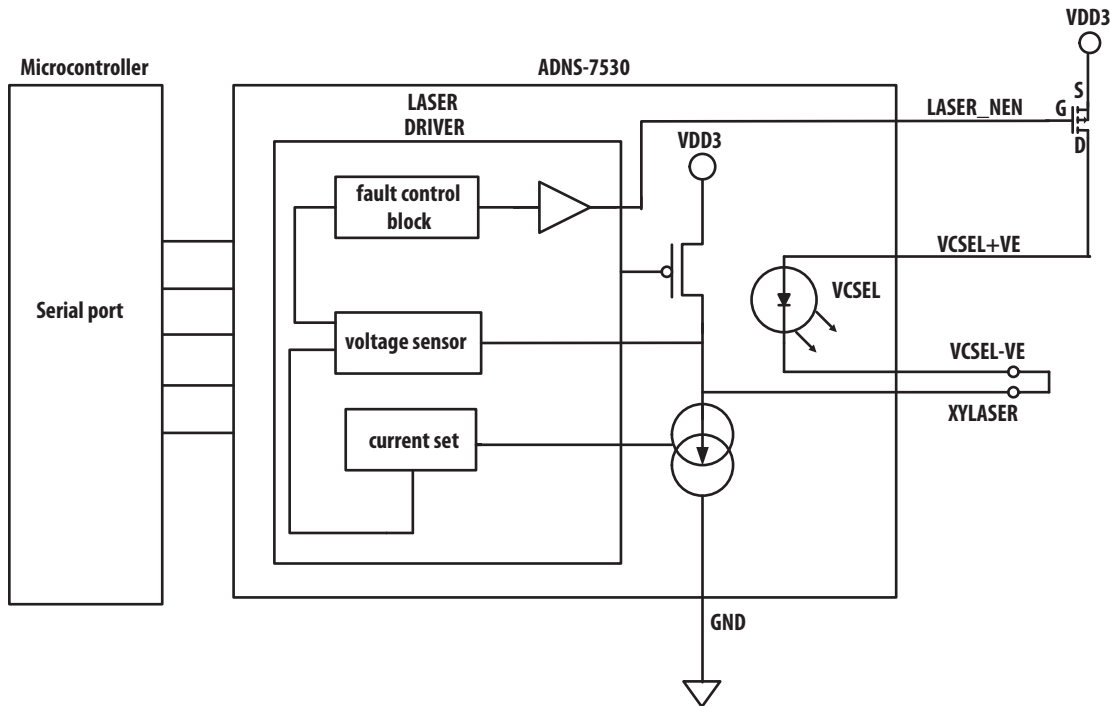 VDD3
Microcontroller
ADNS-7530
LASER
DRIVER
S
G
D
LASER_NEN
VDD3
fault control
block
VCSEL+VE
VCSEL
Serial port
voltage sensor
VCSEL-VE
XYLASER
current set
GND